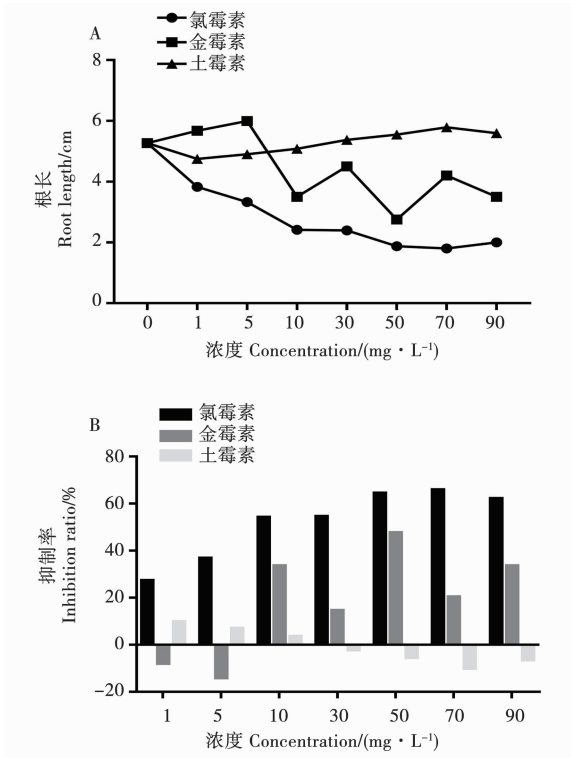 A
氯霉素
金霉素
土霉素
8
6
4
2
0
根长
Root length/cm
0 1 5 10 30 50 70 90
浓度 Concentration/(mg·L⁻¹)
B
氯霉素
金霉素
土霉素
80
60
40
20
0
−20
抑制率
Inhibition ratio/%
1 5 10 30 50 70 90
浓度 Concentration/(mg·L⁻¹)